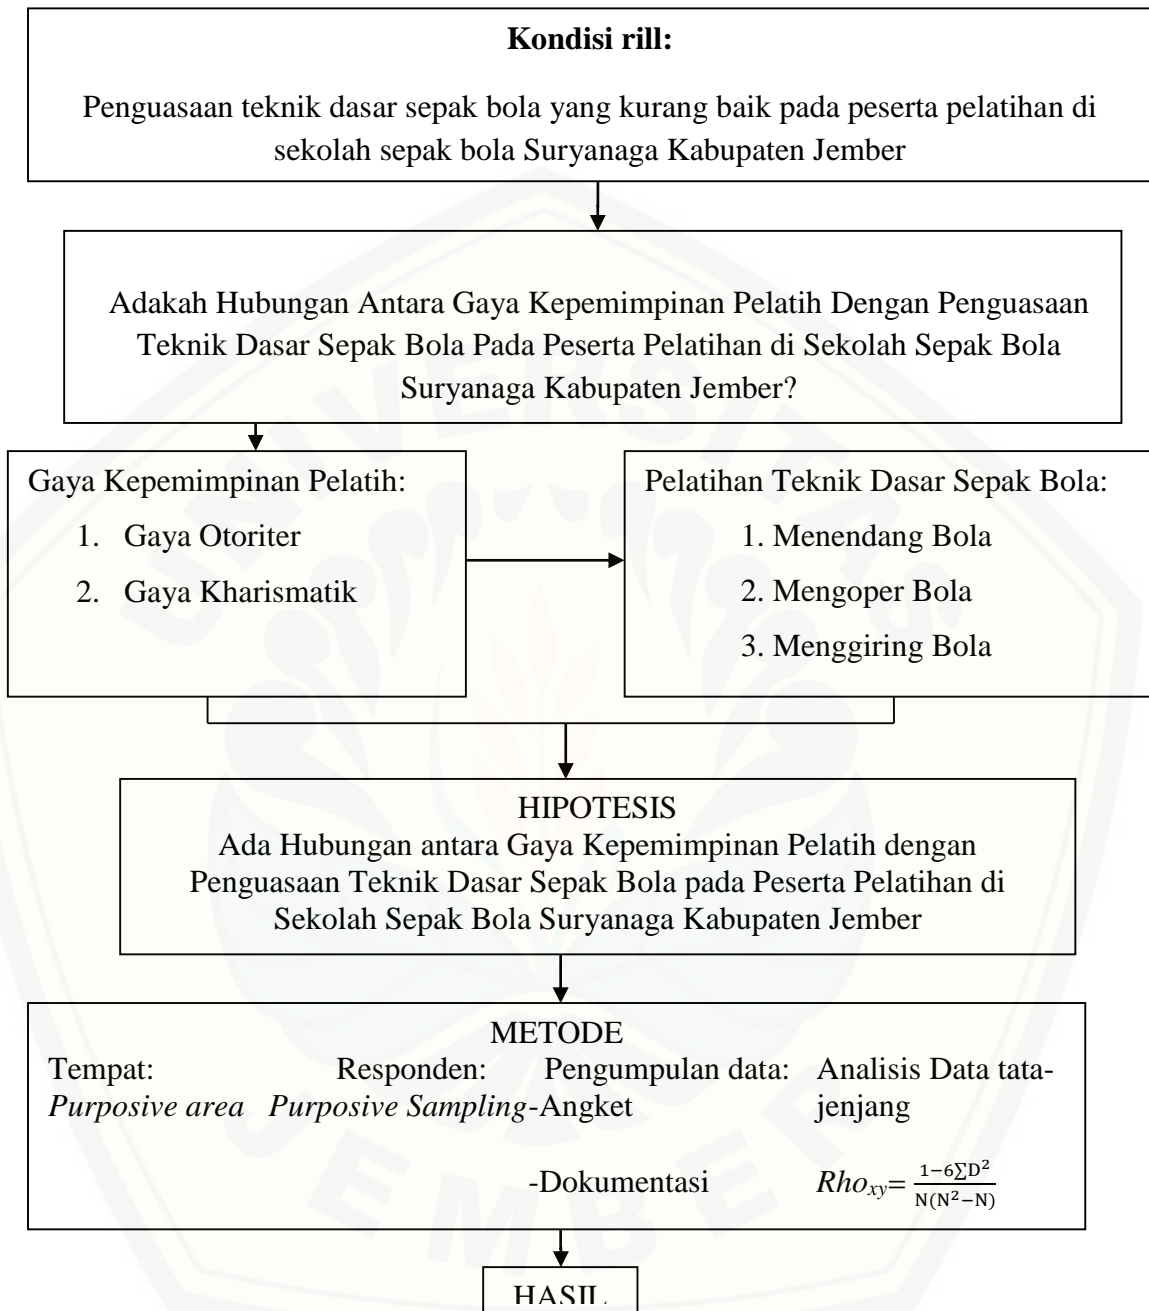 Kondisi rill:
Penguasaan teknik dasar sepak bola yang kurang baik pada peserta pelatihan di
sekolah sepak bola Suryanaga Kabupaten Jember
Adakah Hubungan Antara Gaya Kepemimpinan Pelatih Dengan Penguasaan
Teknik Dasar Sepak Bola Pada Peserta Pelatihan di Sekolah Sepak Bola
Suryanaga Kabupaten Jember?
Gaya Kepemimpinan Pelatih:
1. Gaya Otoriter
2. Gaya Kharismatik
Pelatihan Teknik Dasar Sepak Bola:
1. Menendang Bola
2. Mengoper Bola
3. Menggiring Bola
HIPOTESIS
Ada Hubungan antara Gaya Kepemimpinan Pelatih dengan
Penguasaan Teknik Dasar Sepak Bola pada Peserta Pelatihan di
Sekolah Sepak Bola Suryanaga Kabupaten Jember
METODE
Tempat: Responden: Pengumpulan data: Analisis Data tata-
Purposive area Purposive Sampling -Angket jenjang
-Dokumentasi Rho_xy= (1−6∑D²)/(N(N²−N))
HASIL
UNIVERSITAS
JEMBER